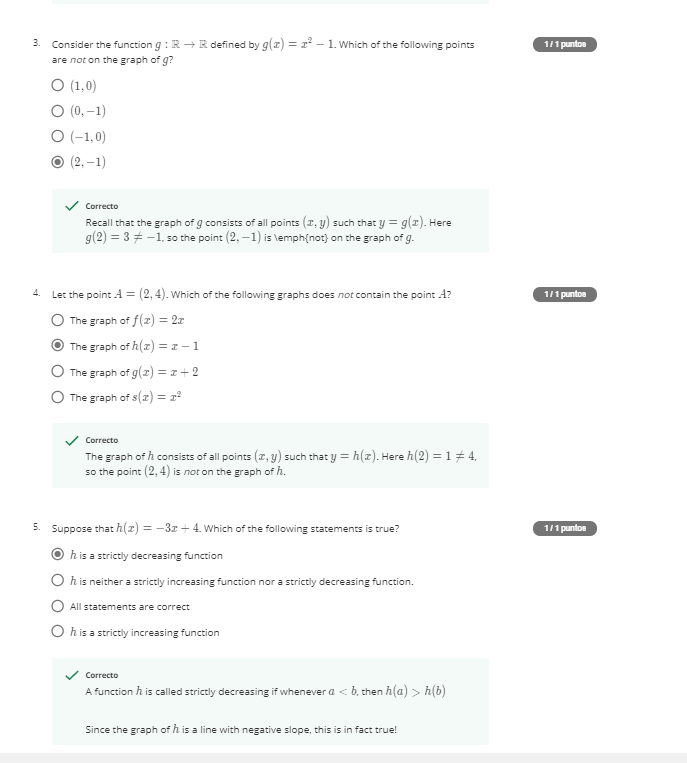 3. Consider the function g : ℝ → ℝ defined by g(x) = x² − 1. Which of the following points 1 / 1 puntos
are not on the graph of g?
(1, 0)
(0, −1)
(−1, 0)
(2, −1)
Correcto
Recall that the graph of g consists of all points (x, y) such that y = g(x). Here
g(2) = 3 ≠ −1, so the point (2, −1) is \emph{not} on the graph of g.
4. Let the point A = (2, 4). Which of the following graphs does not contain the point A? 1 / 1 puntos
The graph of f(x) = 2x
The graph of h(x) = x − 1
The graph of g(x) = x + 2
The graph of s(x) = x²
Correcto
The graph of h consists of all points (x, y) such that y = h(x). Here h(2) = 1 ≠ 4,
so the point (2, 4) is not on the graph of h.
5. Suppose that h(x) = −3x + 4. Which of the following statements is true? 1 / 1 puntos
h is a strictly decreasing function
h is neither a strictly increasing function nor a strictly decreasing function.
All statements are correct
h is a strictly increasing function
Correcto
A function h is called strictly decreasing if whenever a < b, then h(a) > h(b)
Since the graph of h is a line with negative slope, this is in fact true!